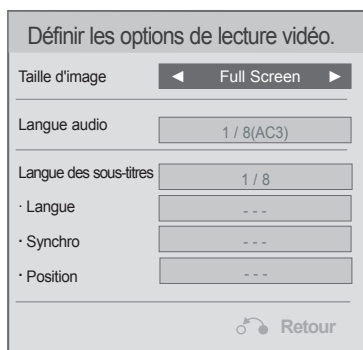 Définir les options de lecture vidéo.
Taille d'image ◄ Full Screen ►
Langue audio 1 / 8(AC3)
Langue des sous-titres 1 / 8
· Langue - - -
· Synchro - - -
· Position - - -
Retour